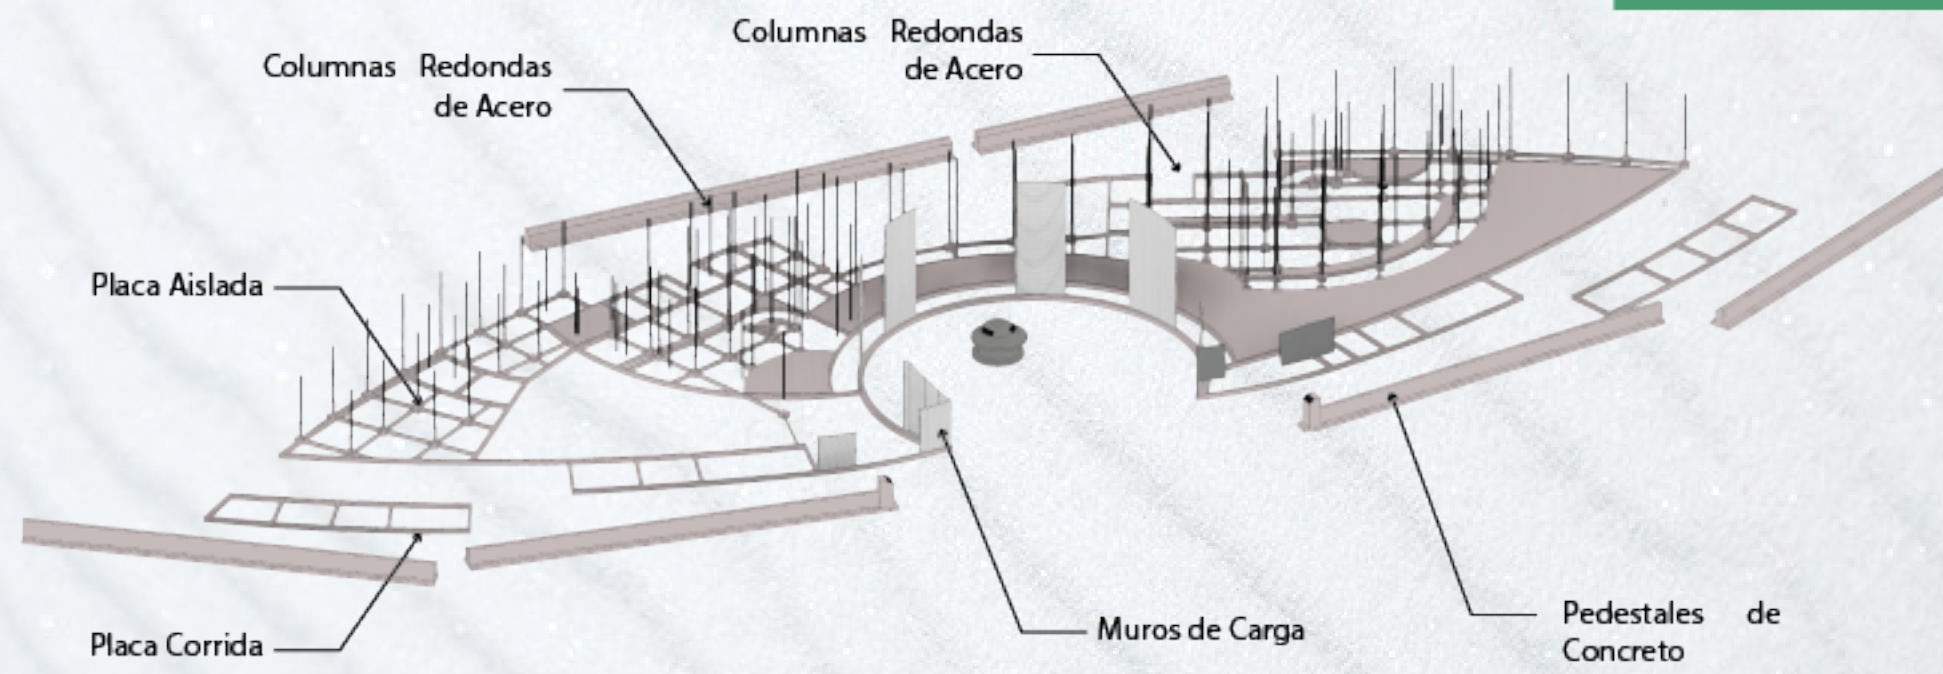 Columnas Redondas
de Acero
Columnas Redondas
de Acero
Placa Aislada
Placa Corrida
Muros de Carga
Pedestales de
Concreto